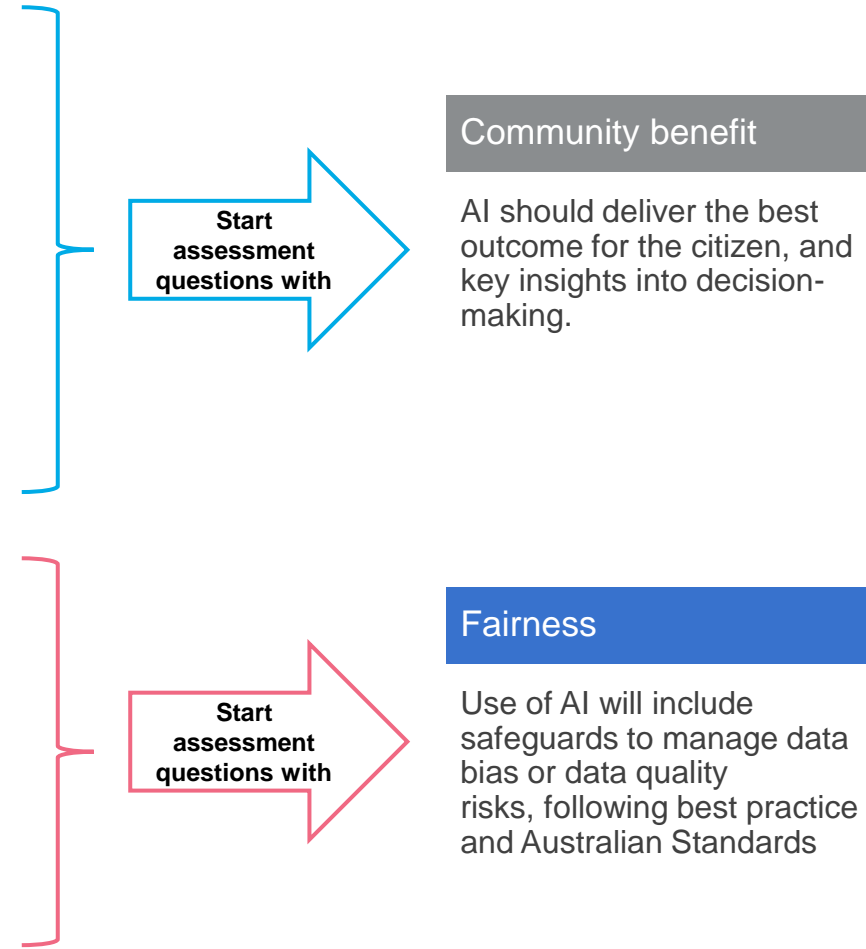 Community benefit
Start
assessment
questions with
AI should deliver the best
outcome for the citizen, and
key insights into decision-
making.
Fairness
Start
assessment
questions with
Use of AI will include
safeguards to manage data
bias or data quality
risks, following best practice
and Australian Standards